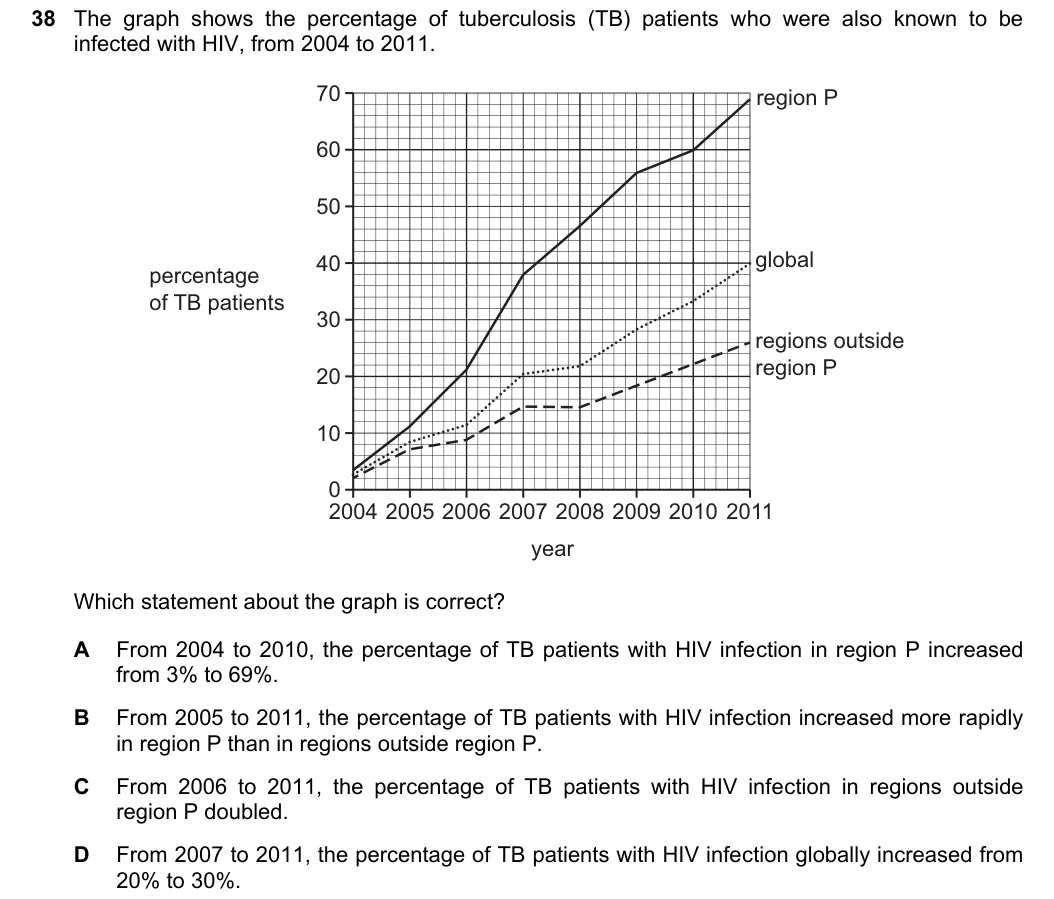 38 The graph shows the percentage of tuberculosis (TB) patients who were also known to be
infected with HIV, from 2004 to 2011.
70
region P
60
50
40
global
percentage
of TB patients
30
regions outside
region P
20
10
0
2004 2005 2006 2007 2008 2009 2010 2011
year
Which statement about the graph is correct?
A From 2004 to 2010, the percentage of TB patients with HIV infection in region P increased
from 3% to 69%.
B From 2005 to 2011, the percentage of TB patients with HIV infection increased more rapidly
in region P than in regions outside region P.
C From 2006 to 2011, the percentage of TB patients with HIV infection in regions outside
region P doubled.
D From 2007 to 2011, the percentage of TB patients with HIV infection globally increased from
20% to 30%.